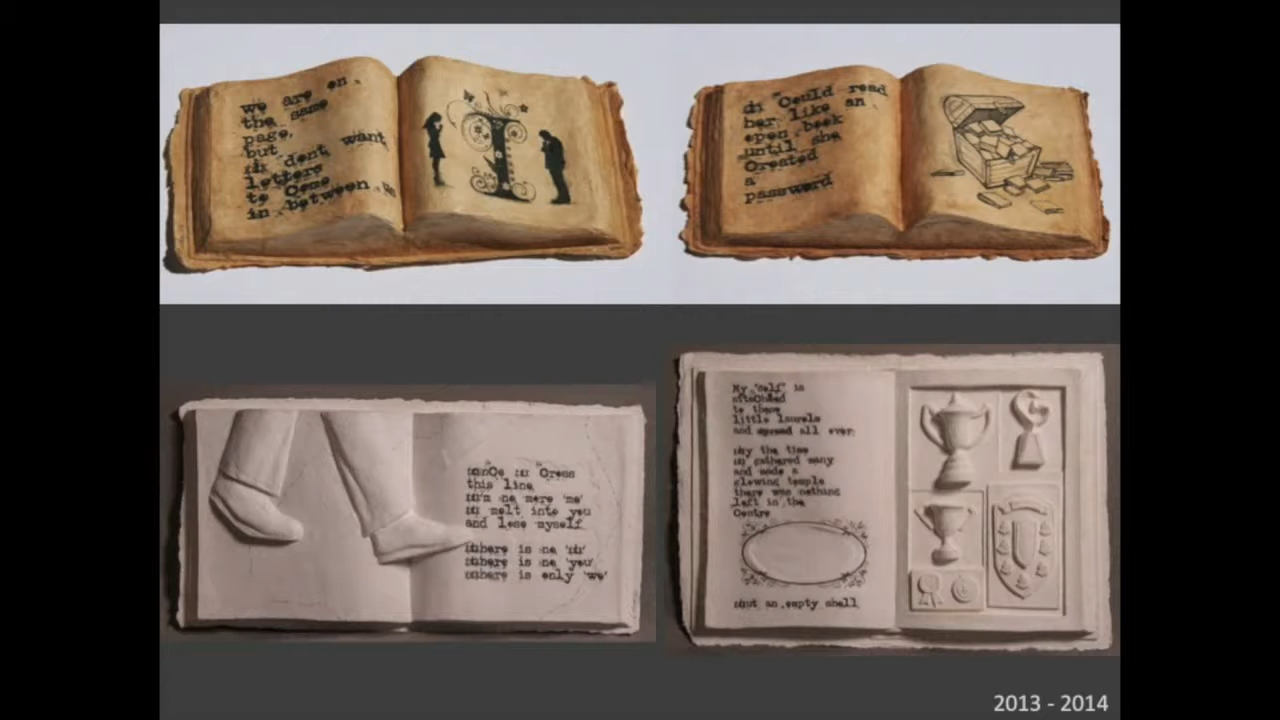 we are on
the same
page,
but
I dont want
letters
to Come
in between us
I
I Could read
her like an
open book
until she
Created
a
password
OnCe I Cross
this line
I'm no more 'me'
I melt into you
and lose myself
There is no 'I'
There is no 'you'
There is only 'we'
My 'Self' is
attaChed
to these
little laurels
and spread all over
By the time
I gathered many
and made a
glowing temple
there was nothing
left in the
Centre
But an empty shell
2013 - 2014